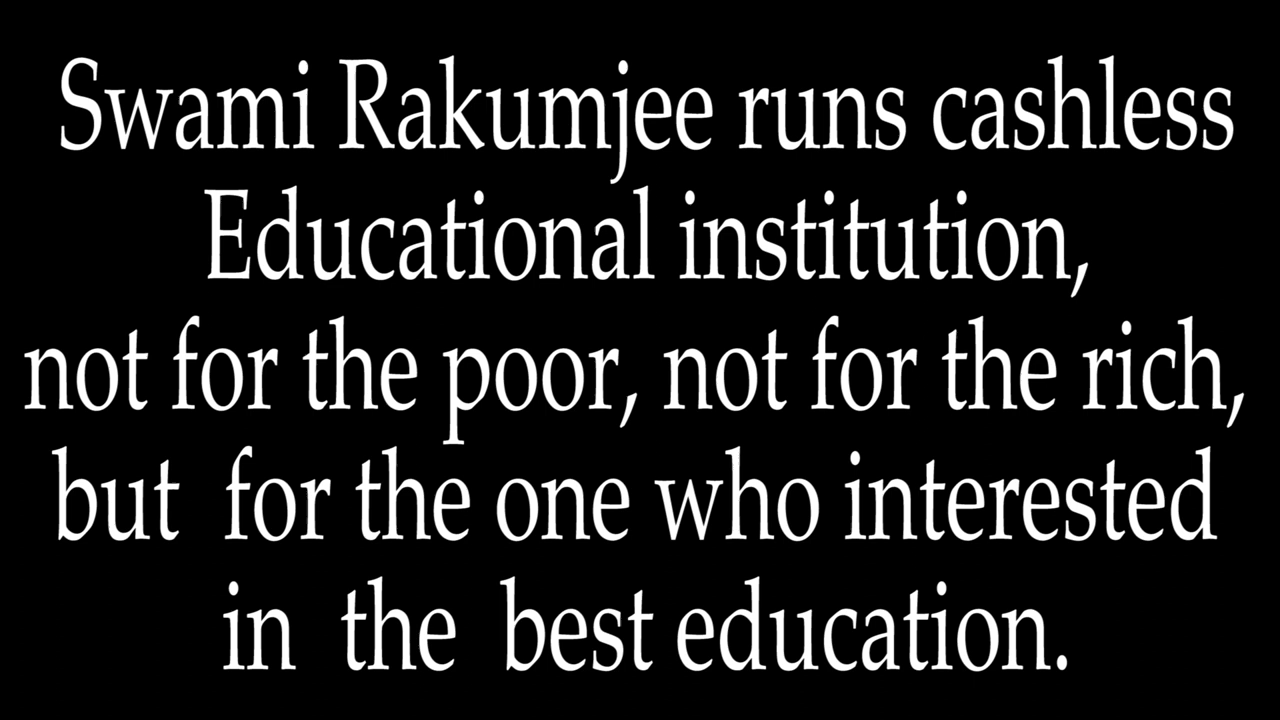 Swami Rakumjee runs cashless
Educational institution,
not for the poor, not for the rich,
but for the one who interested
in the best education.